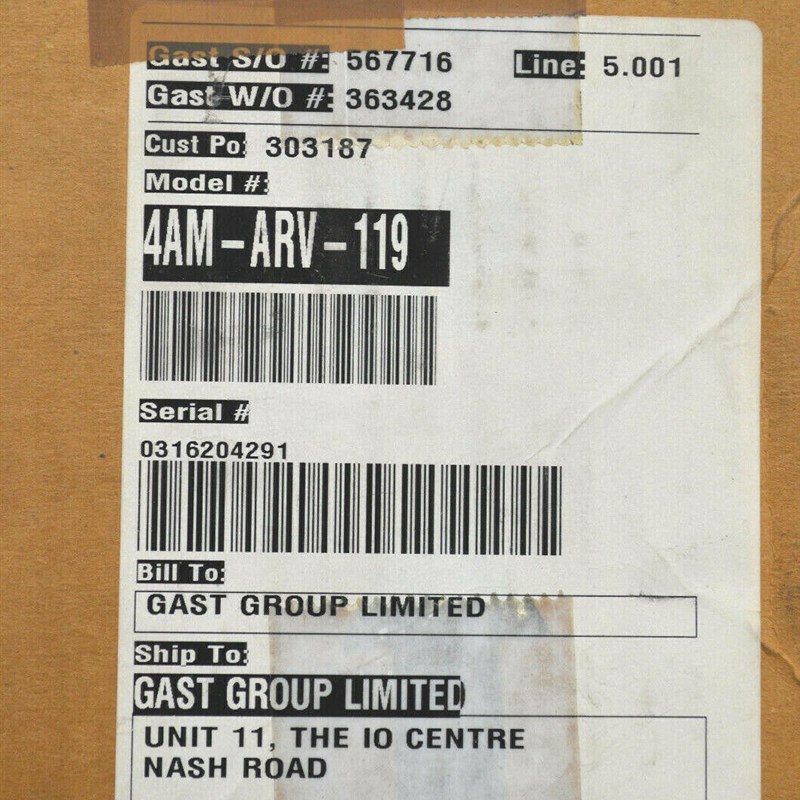 Gast S/O #: 567716 Line: 5.001
Gast W/O #: 363428
Cust Po: 303187
Model #:
4AM-ARV-119
Serial #
0316204291
Bill To:
GAST GROUP LIMITED
Ship To:
GAST GROUP LIMITED
UNIT 11, THE IO CENTRE
NASH ROAD